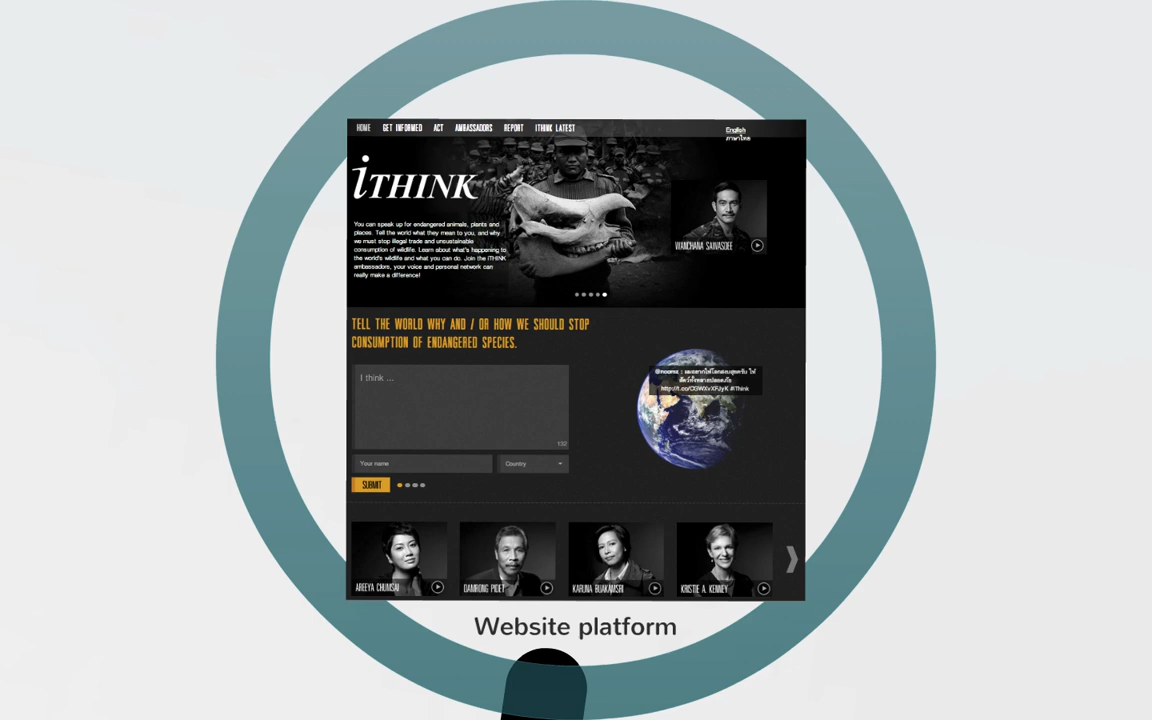 HOME GET INFORMED ACT AMBASSADORS REPORT ITHINK LATEST
English
ภาษาไทย
iTHINK
You can speak up for endangered animals, plants and
places. Tell the world what they mean to you, and why
we must stop illegal trade and unsustainable
consumption of wildlife. Learn about what's happening to
the world's wildlife and what you can do. Join the iTHINK
ambassadors, your voice and personal network can
really make a difference!
WANCHANA SAWASDEE
TELL THE WORLD WHY AND / OR HOW WE SHOULD STOP
CONSUMPTION OF ENDANGERED SPECIES.
I think ...
132
Your name
Country
SUBMIT
http://t.co/CGWXvXFJyK #iThink
AREEYA CHUMSAI
DAMRONG PIDET
KARUNA BUAKAMSRI
KRISTIE A. KENNEY
Website platform